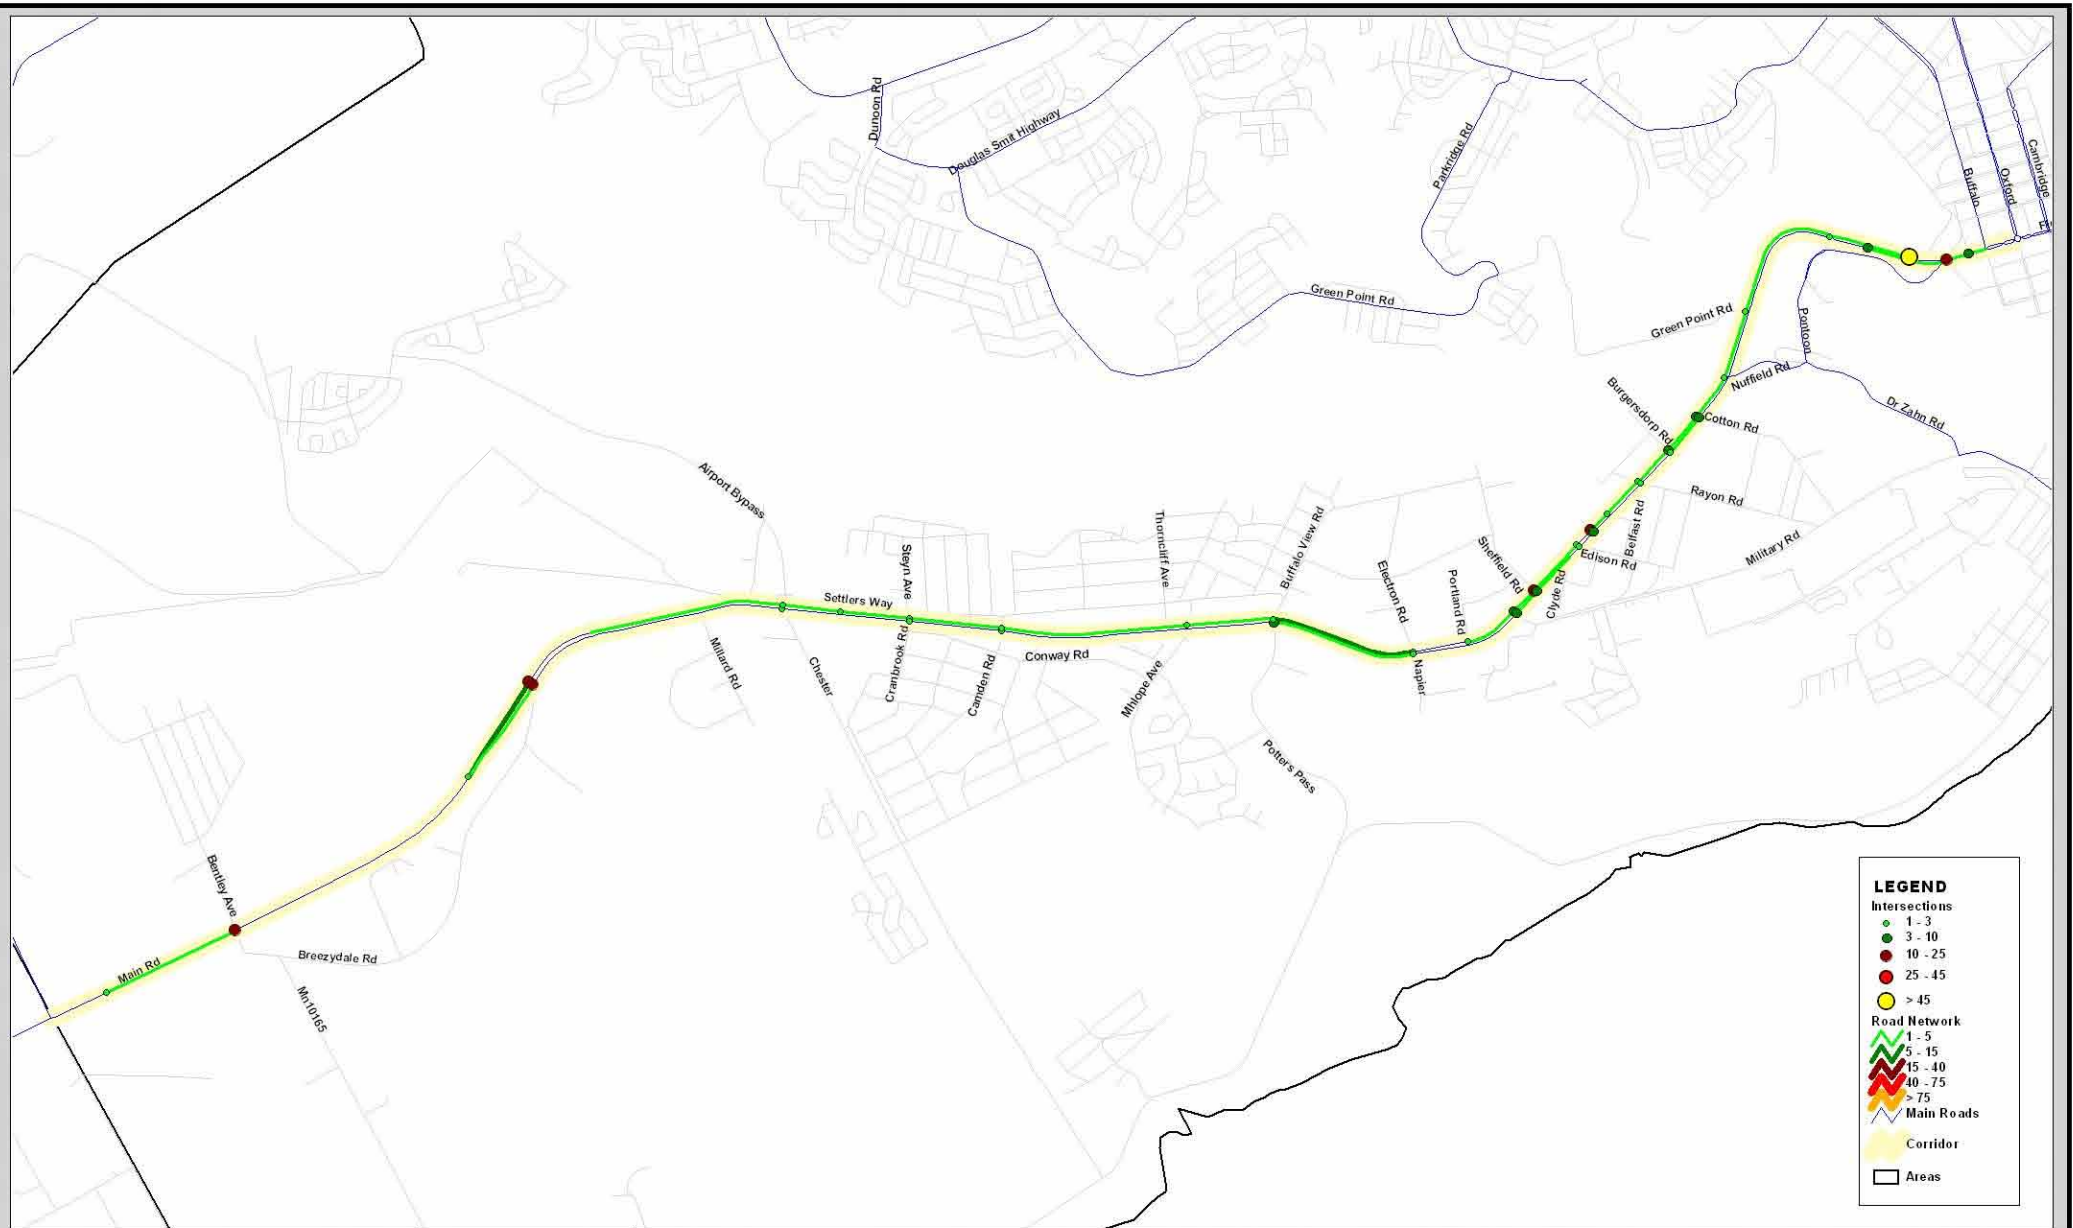 Dunoon Rd
Douglas Smit Highway
Parkridge Rd
Buffalo
Oxford
Cambridge
Green Point Rd
Green Point Rd
Pontoon
Nuffield Rd
Burgersdorp Rd
Cotton Rd
Dr Zahn Rd
Airport Bypass
Rayon Rd
Thorncliff Ave
Buffalo View Rd
Belfast Rd
Steyn Ave
Sheffield Rd
Edison Rd
Military Rd
Electron Rd
Portland Rd
Clyde Rd
Settlers Way
Millard Rd
Chester
Cranbrook Rd
Camden Rd
Conway Rd
Mhlope Ave
Napier
Potters Pass
Bentley Ave
Main Rd
Breezydale Rd
Mn10165
LEGEND
Intersections
1 - 3
3 - 10
10 - 25
25 - 45
> 45
Road Network
1 - 5
5 - 15
15 - 40
40 - 75
> 75
Main Roads
Corridor
Areas